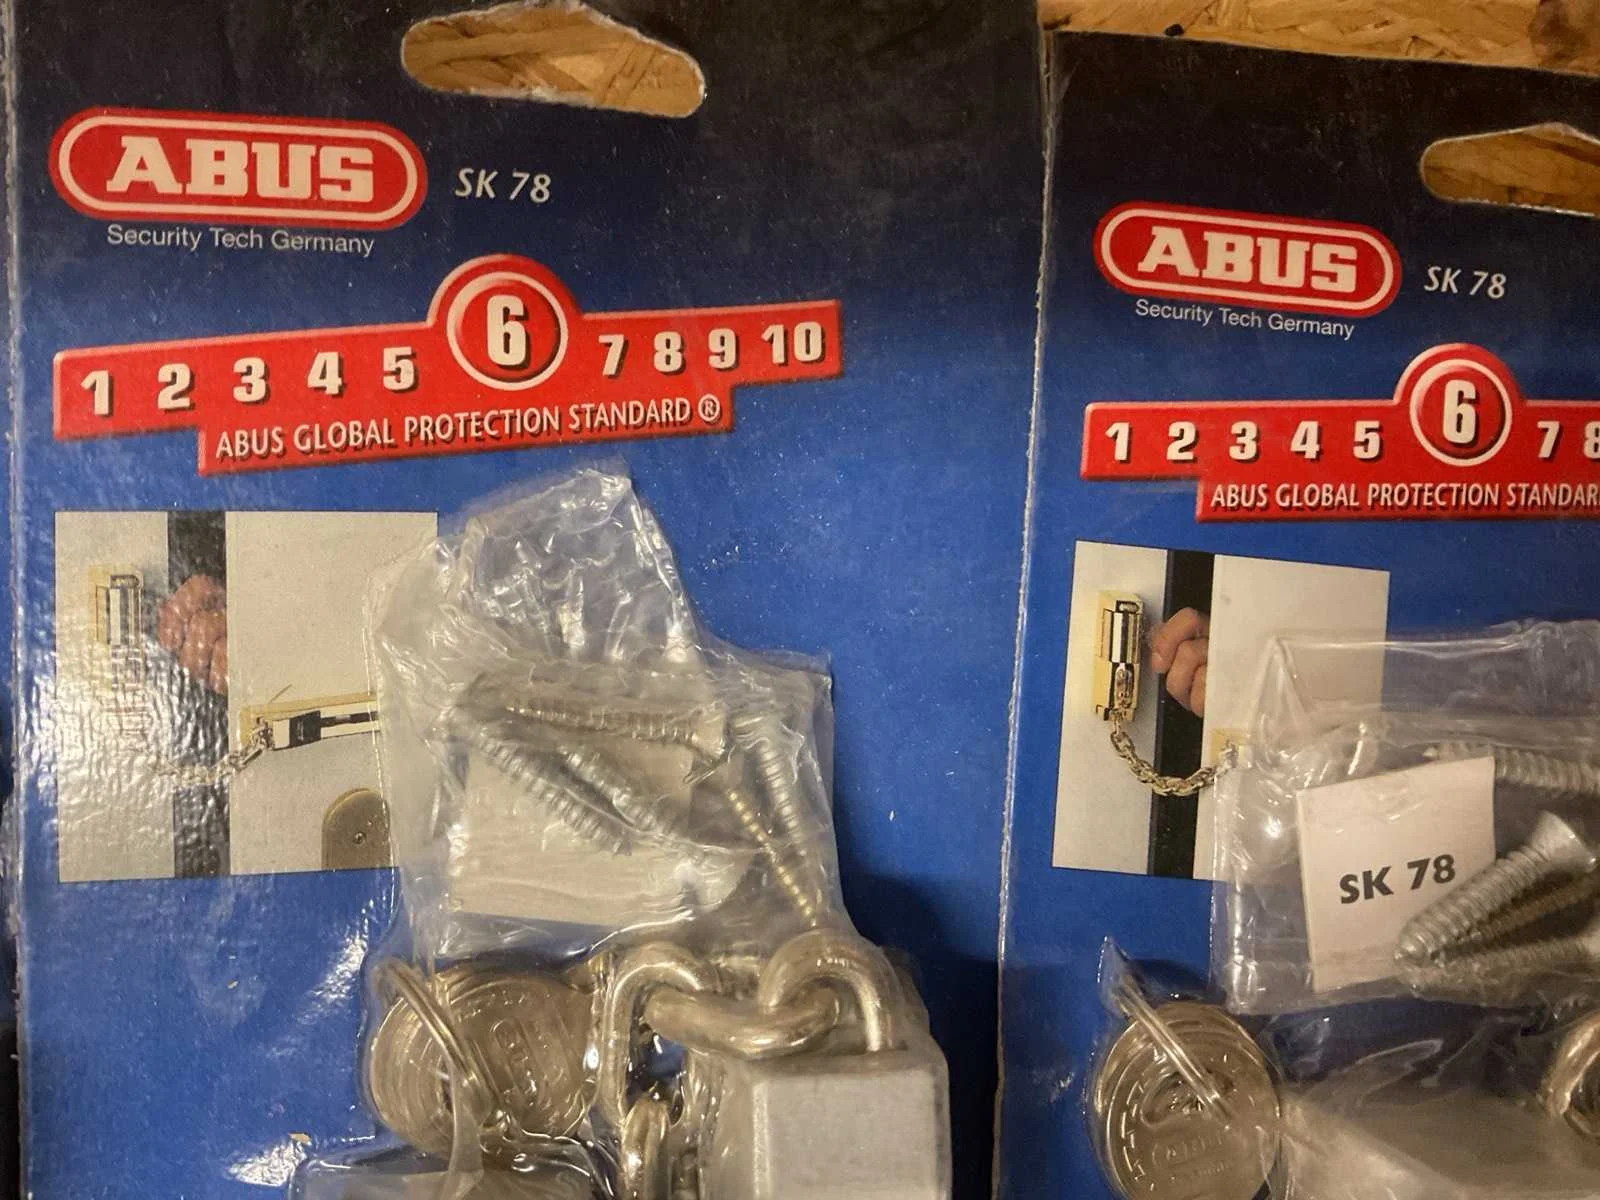 ABUS
SK 78
Security Tech Germany
1 2 3 4 5 6 7 8 9 10
ABUS GLOBAL PROTECTION STANDARD ®
ABUS
SK 78
Security Tech Germany
1 2 3 4 5 6 7 8
ABUS GLOBAL PROTECTION STANDAR
SK 78